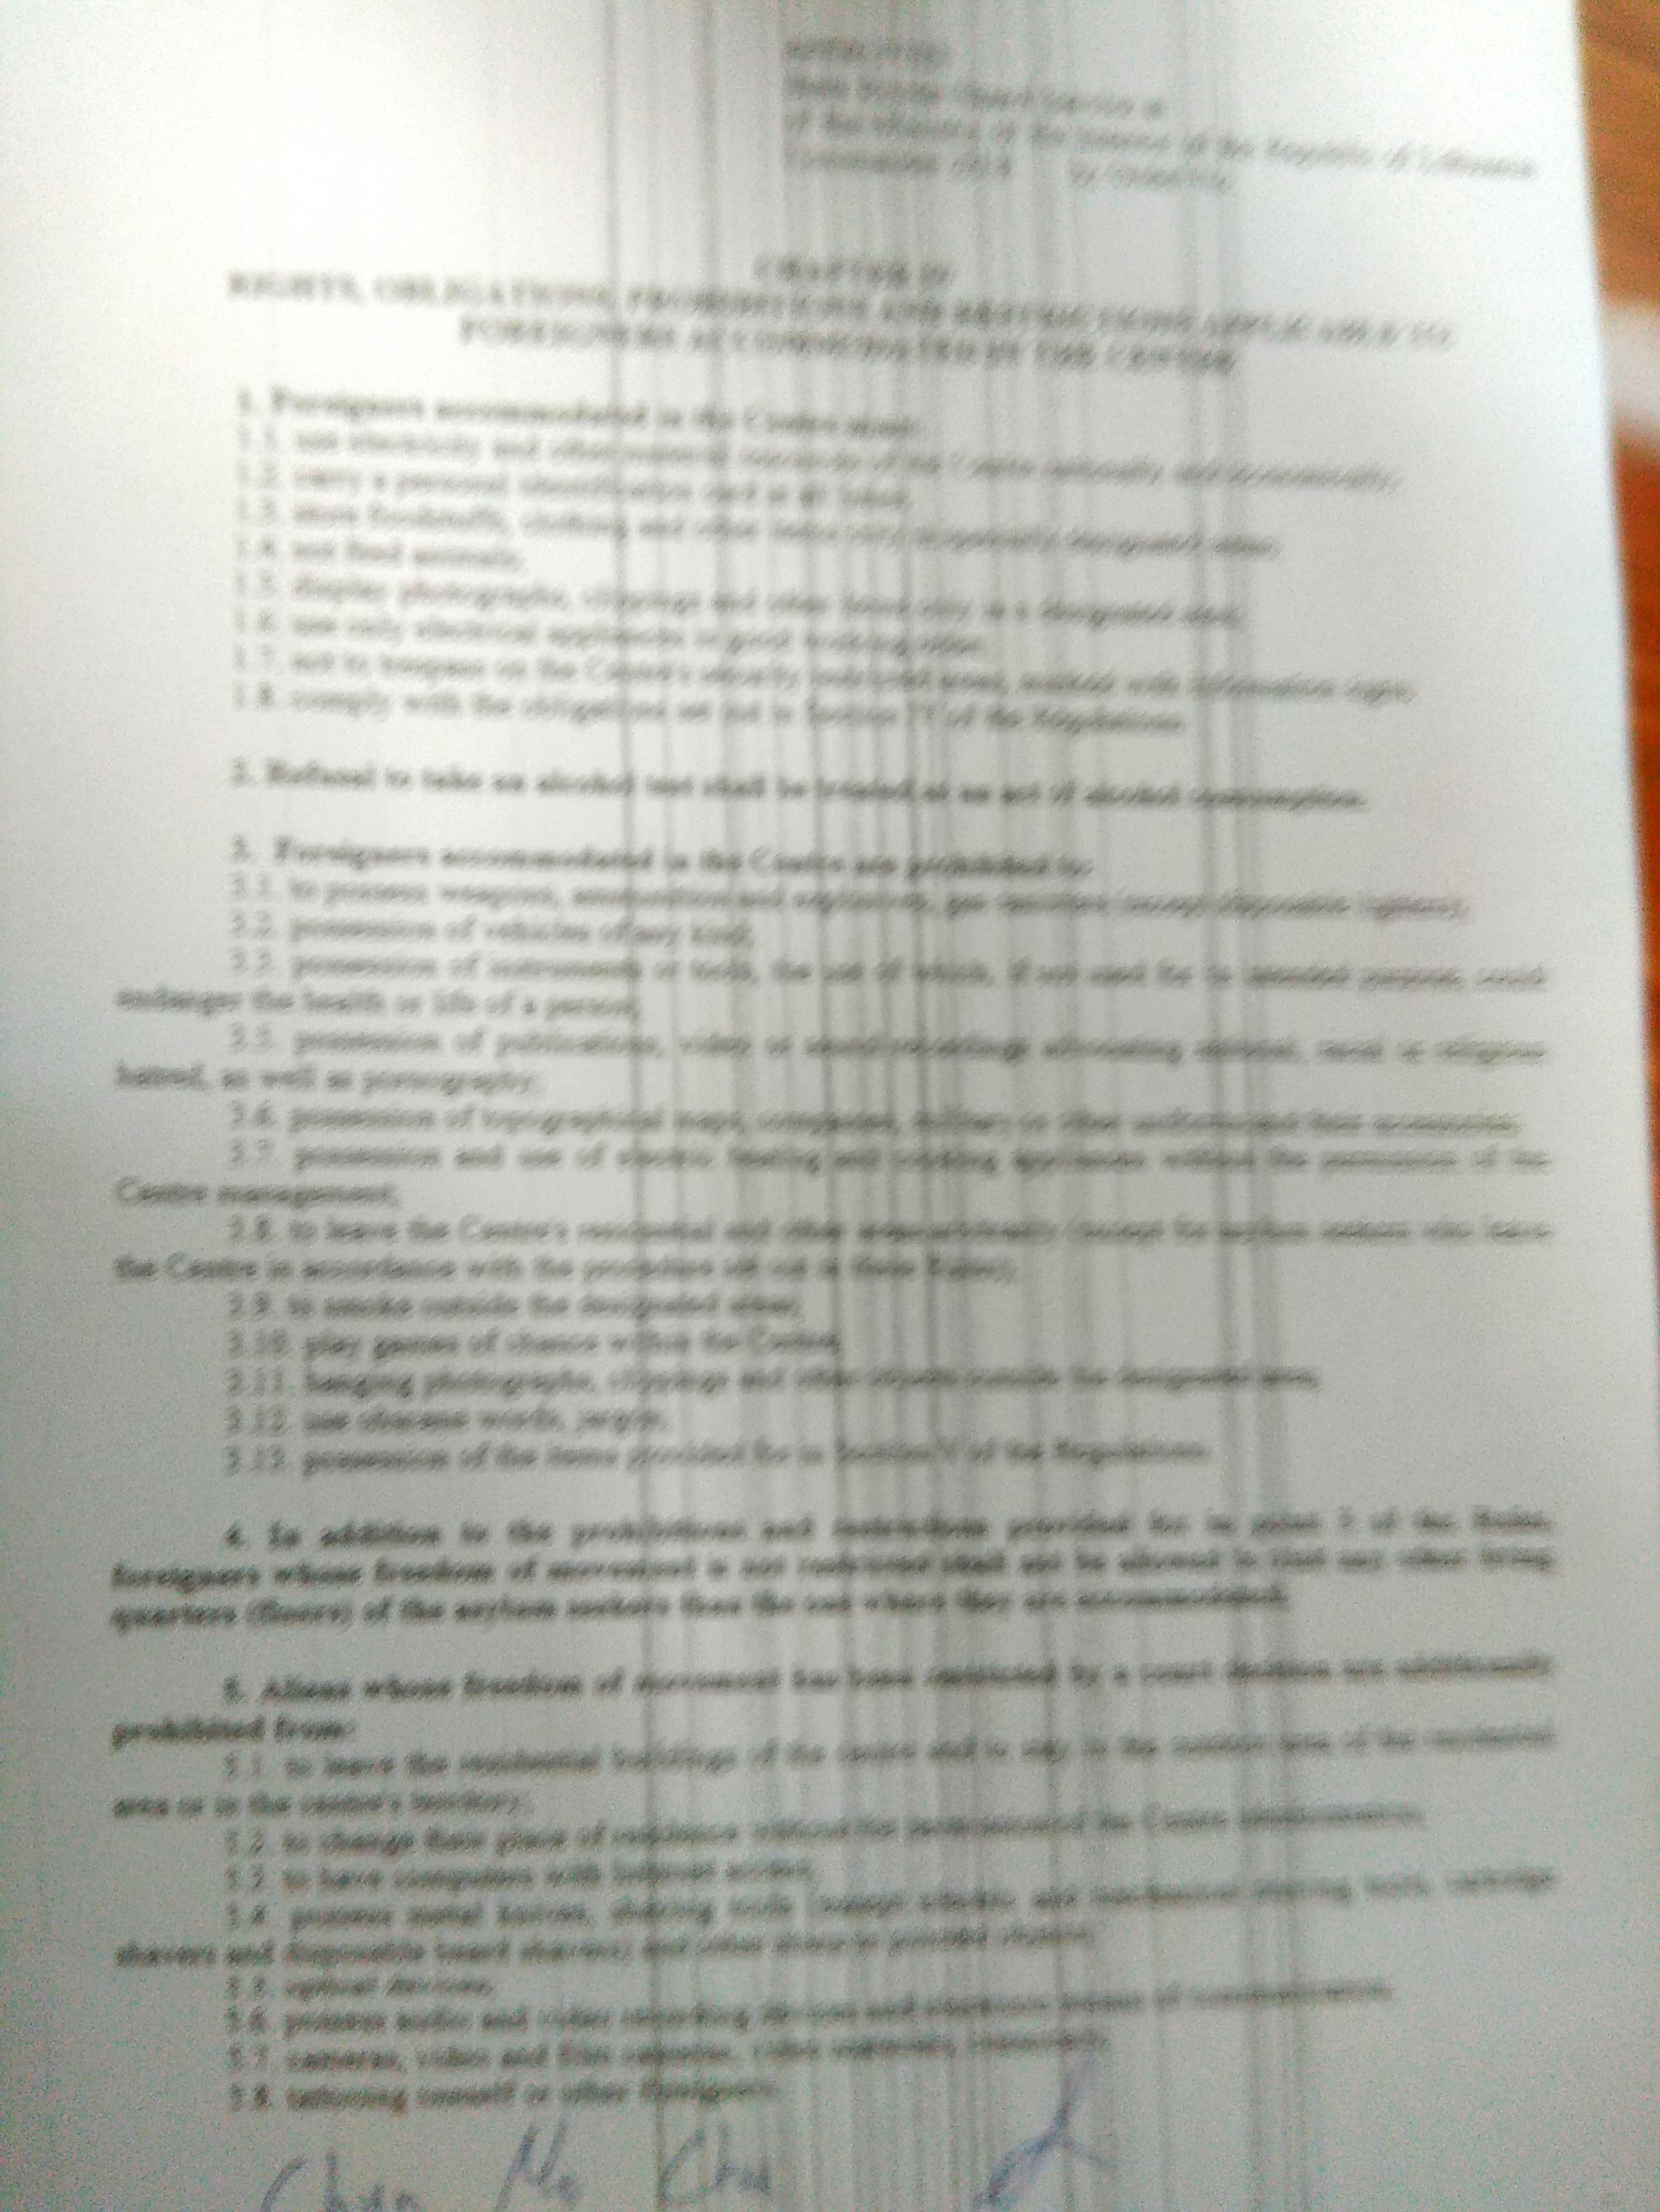 State Border Guard Service at
of the Ministry of the Interior of the Republic of Lithuania
CHAPTER IV
RIGHTS, OBLIGATIONS, PROHIBITIONS AND RESTRICTIONS APPLICABLE TO
FOREIGNERS ACCOMMODATED IN THE CENTER
1. Foreigners accommodated in the Centre must:
1.1. use electricity and other material resources of the Centre rationally and economically;
1.2. carry a personal identification card at all times;
1.3. store foodstuffs, clothing and other items only in specially designated areas;
1.4. not feed animals;
1.5. display photographs, clippings and other items only in a designated area;
1.6. use only electrical appliances in good working order;
1.7. not to trespass on the Centre's security restricted areas, marked with information signs;
1.8. comply with the obligations set out in Section IV of the Regulations.
2. Refusal to take an alcohol test shall be treated as an act of alcohol consumption.
3. Foreigners accommodated in the Centre are prohibited to:
3.1. to possess weapons, ammunition and explosives, gas canisters (except disposable lighters);
3.2. possession of vehicles of any kind;
3.3. possession of instruments or tools, the use of which, if not used for its intended purpose, could
endanger the health or life of a person;
3.5. possession of publications, video or sound recordings advocating national, racial or religious
hatred, as well as pornography;
3.6. possession of topographical maps, compasses, military or other uniforms and their accessories;
3.7. possession and use of electric heating and cooking appliances without the permission of the
Centre management;
3.8. to leave the Centre's residential and other areas arbitrarily (except for asylum seekers who leave
the Centre in accordance with the procedure set out in these Rules);
3.9. to smoke outside the designated areas;
3.10. play games of chance within the Centre;
3.11. hanging photographs, clippings and other objects outside the designated area;
3.12. use obscene words, jargon;
3.13. possession of the items provided for in Section V of the Regulations.
4. In addition to the prohibitions and restrictions provided for in point 3 of the Rules,
foreigners whose freedom of movement is not restricted shall not be allowed to visit any other living
quarters (floors) of the asylum seekers than the one where they are accommodated.
5. Aliens whose freedom of movement has been restricted by a court decision are additionally
prohibited from:
5.1. to leave the residential buildings of the centre and to stay in the outdoor area of the residential
area or in the centre's territory;
5.2. to change their place of residence without the permission of the Centre administration;
5.3. to have computers with Internet access;
5.4. possess metal knives, shaving tools (except electric and mechanical shaving tools, cartridge
shavers and disposable beard shavers) and other sharp or pointed objects;
5.5. optical devices;
5.6. possess audio and video recording devices and electronic means of communication;
5.7. cameras, video and film cameras, video
5.8. tattooing oneself or other foreigners.